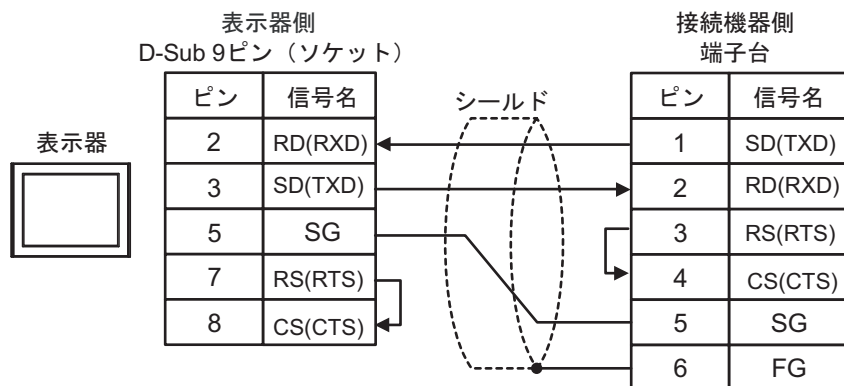 表示器側
D-Sub 9ピン（ソケット）
接続機器側
端子台
ピン 信号名
シールド
ピン 信号名
表示器
2 RD(RXD)
1 SD(TXD)
3 SD(TXD)
2 RD(RXD)
5 SG
3 RS(RTS)
7 RS(RTS)
4 CS(CTS)
8 CS(CTS)
5 SG
6 FG